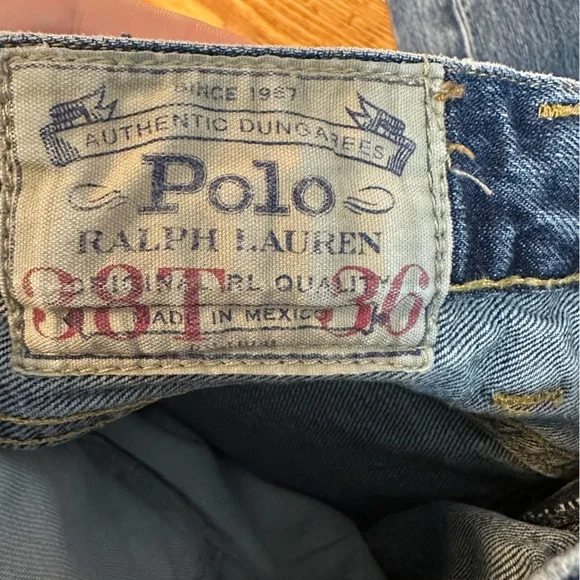 SINCE 1967
AUTHENTIC DUNGAREES
Polo
RALPH LAUREN
ORIGINAL RL QUALITY
38T 36
MADE IN MEXICO